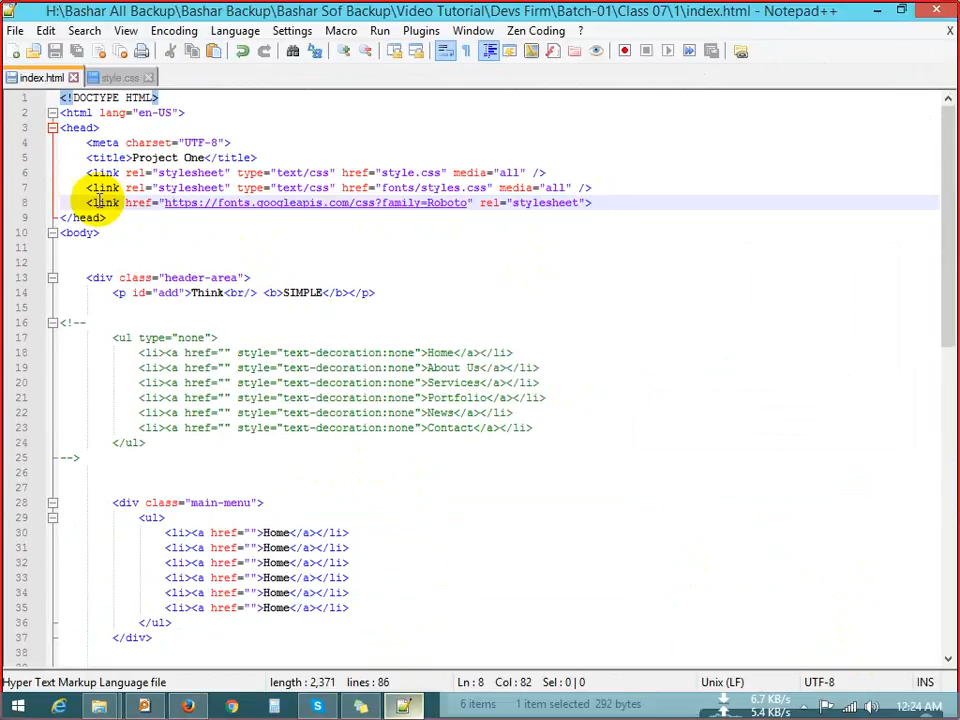 H:\Bashar All Backup\Bashar Backup\Bashar Sof Backup\Video Tutorial\Devs Firm\Batch-01\Class 07\1\index.html - Notepad++
File Edit Search View Encoding Language Settings Macro Run Plugins Window Zen Coding ? X
index.html style.css
1 <!DOCTYPE HTML>
2 <html lang="en-US">
3 <head>
4 <meta charset="UTF-8">
5 <title>Project One</title>
6 <link rel="stylesheet" type="text/css" href="style.css" media="all" />
7 <link rel="stylesheet" type="text/css" href="fonts/styles.css" media="all" />
8 <link href="https://fonts.googleapis.com/css?family=Roboto" rel="stylesheet">
9 </head>
10 <body>
11
12
13 <div class="header-area">
14 <p id="add">Think<br/> <b>SIMPLE</b></p>
15
16 <!--
17 <ul type="none">
18 <li><a href="" style="text-decoration:none">Home</a></li>
19 <li><a href="" style="text-decoration:none">About Us</a></li>
20 <li><a href="" style="text-decoration:none">Services</a></li>
21 <li><a href="" style="text-decoration:none">Portfolio</a></li>
22 <li><a href="" style="text-decoration:none">News</a></li>
23 <li><a href="" style="text-decoration:none">Contact</a></li>
24 </ul>
25 -->
26
27
28 <div class="main-menu">
29 <ul>
30 <li><a href="">Home</a></li>
31 <li><a href="">Home</a></li>
32 <li><a href="">Home</a></li>
33 <li><a href="">Home</a></li>
34 <li><a href="">Home</a></li>
35 <li><a href="">Home</a></li>
36 </ul>
37 </div>
38
Hyper Text Markup Language file length : 2,371 lines : 86 Ln : 8 Col : 82 Sel : 0 | 0 Unix (LF) UTF-8 INS
6 items 1 item selected 292 bytes
6.7 KB/s
5.4 KB/s
12:24 AM